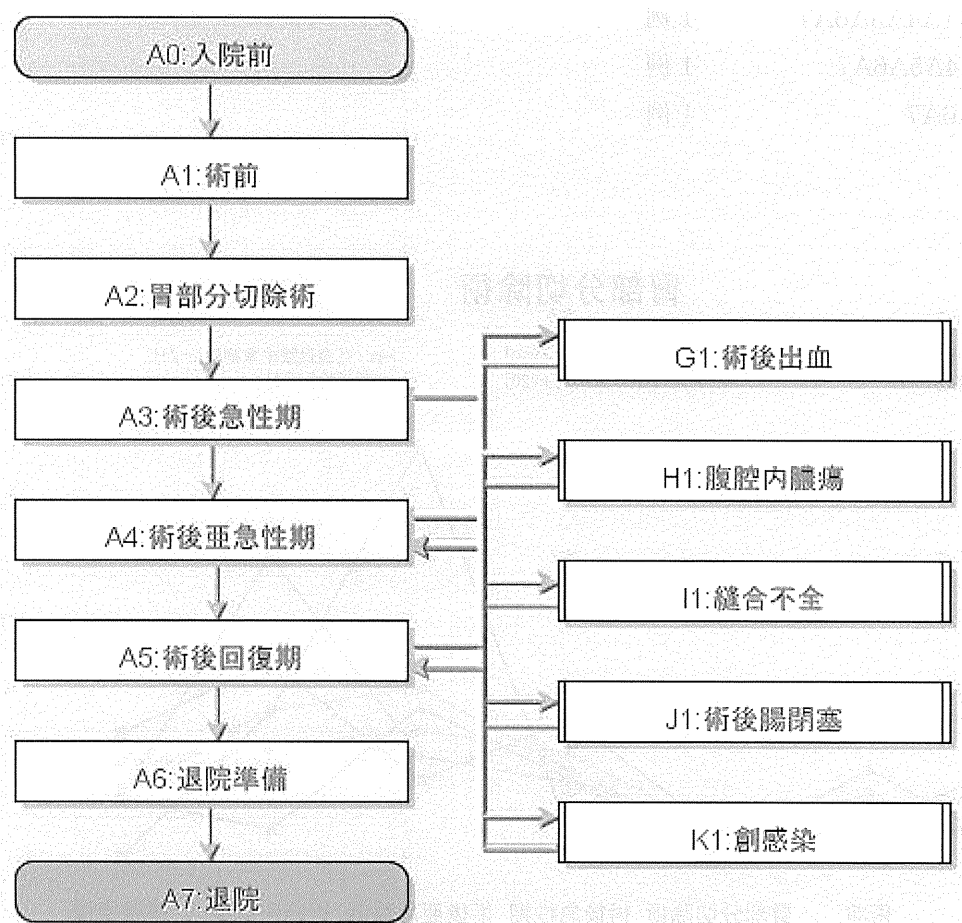 A0:入院前
A1:術前
A2:胃部分切除術
A3:術後急性期
A4:術後亜急性期
A5:術後回復期
A6:退院準備
A7:退院
G1:術後出血
H1:腹腔内膿瘍
I1:縫合不全
J1:術後腸閉塞
K1:創感染